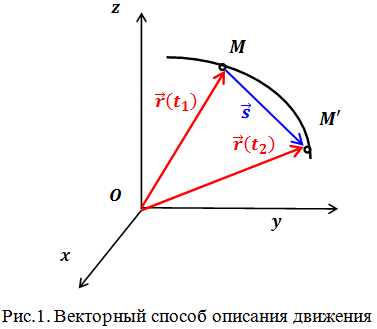 z
M
r⃗(t₁)
s⃗
M′
r⃗(t₂)
O
y
x
Рис.1. Векторный способ описания движения